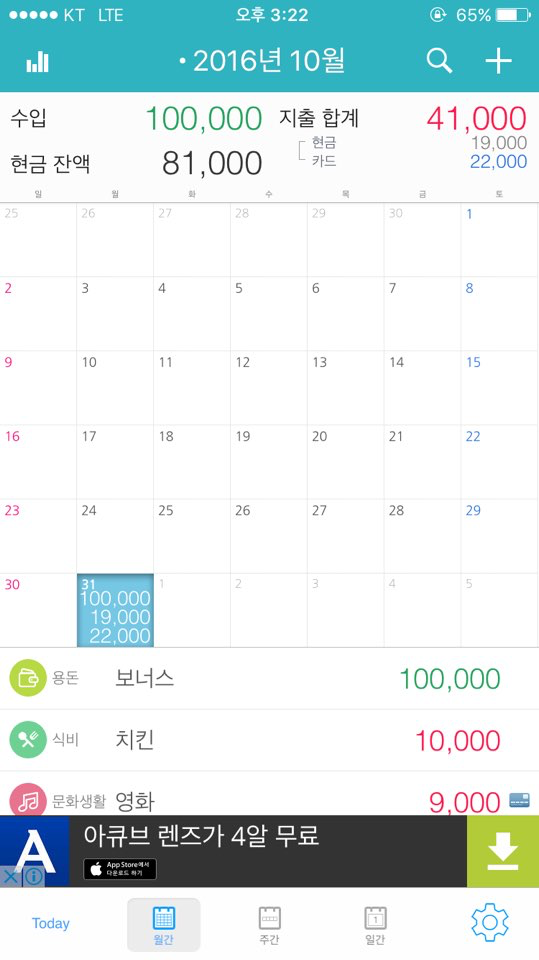 KT LTE 오후 3:22 65%
•2016년 10월
수입 100,000 지출 합계 41,000
현금 19,000
현금 잔액 81,000 카드 22,000
일 월 화 수 목 금 토
25 26 27 28 29 30 1
2 3 4 5 6 7 8
9 10 11 12 13 14 15
16 17 18 19 20 21 22
23 24 25 26 27 28 29
30 31 1 2 3 4 5
100,000
19,000
22,000
용돈 보너스 100,000
식비 치킨 10,000
문화생활 영화 9,000
A 아큐브 렌즈가 4알 무료
App Store에서
다운로드 하기
Today 월간 주간 1 일간